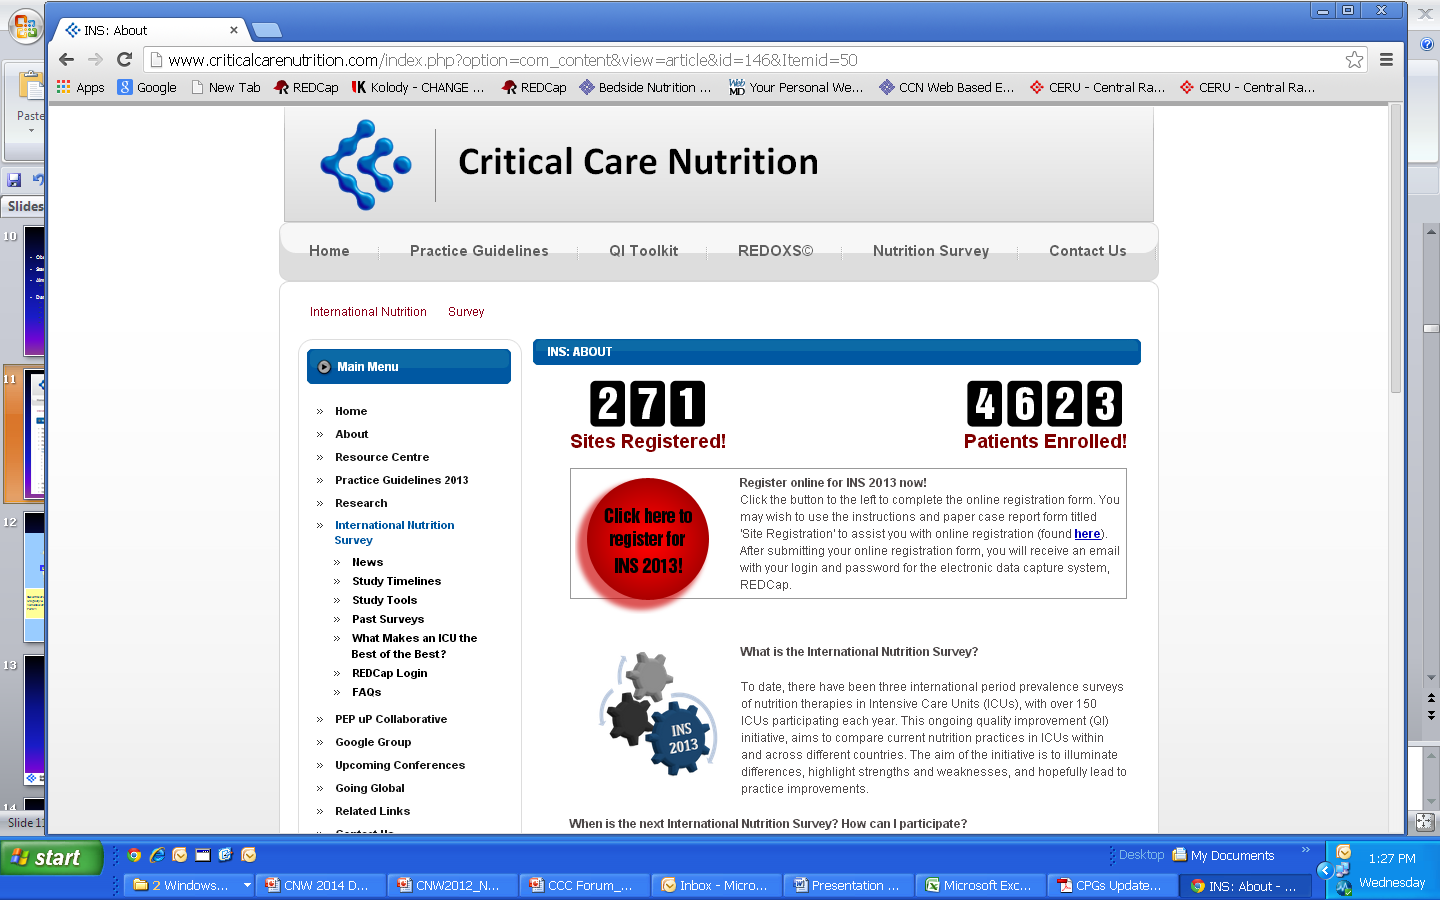 INS: About
www.criticalcarenutrition.com/index.php?option=com_content&view=article&id=146&Itemid=50
Apps Google New Tab REDCap Kolody - CHANGE ... REDCap Bedside Nutrition ... Web MD Your Personal We... CCN Web Based E... CERU - Central Ra... CERU - Central Ra...
Paste
Slides
10
11
12
13
14
Critical Care Nutrition
Home Practice Guidelines QI Toolkit REDOXS© Nutrition Survey Contact Us
International Nutrition Survey
Main Menu
Home
About
Resource Centre
Practice Guidelines 2013
Research
International Nutrition
Survey
News
Study Timelines
Study Tools
Past Surveys
What Makes an ICU the
Best of the Best?
REDCap Login
FAQs
PEP uP Collaborative
Google Group
Upcoming Conferences
Going Global
Related Links
Contact Us
INS: ABOUT
271 4623
Sites Registered! Patients Enrolled!
Click here to
register for
INS 2013!
Register online for INS 2013 now!
Click the button to the left to complete the online registration form. You
may wish to use the instructions and paper case report form titled
'Site Registration' to assist you with online registration (found here).
After submitting your online registration form, you will receive an email
with your login and password for the electronic data capture system,
REDCap.
INS
2013
What is the International Nutrition Survey?
To date, there have been three international period prevalence surveys
of nutrition therapies in Intensive Care Units (ICUs), with over 150
ICUs participating each year. This ongoing quality improvement (QI)
initiative, aims to compare current nutrition practices in ICUs within
and across different countries. The aim of the initiative is to illuminate
differences, highlight strengths and weaknesses, and hopefully lead to
practice improvements.
When is the next International Nutrition Survey? How can I participate?
Slide 11
start
Desktop My Documents
1:27 PM
Wednesday
2 Windows... CNW 2014 D... CNW2012_N... CCC Forum_... Inbox - Micro... Presentation ... Microsoft Exc... CPGs Update... INS: About - ...